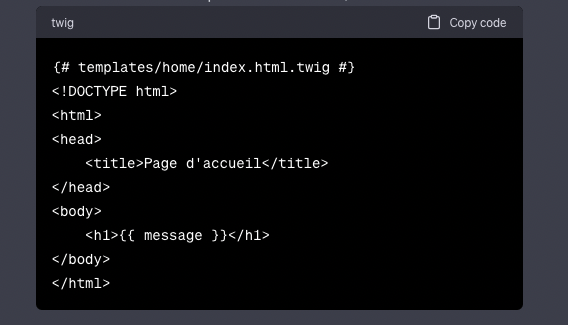 twig
Copy code
{# templates/home/index.html.twig #}
<!DOCTYPE html>
<html>
<head>
    <title>Page d'accueil</title>
</head>
<body>
    <h1>{{ message }}</h1>
</body>
</html>